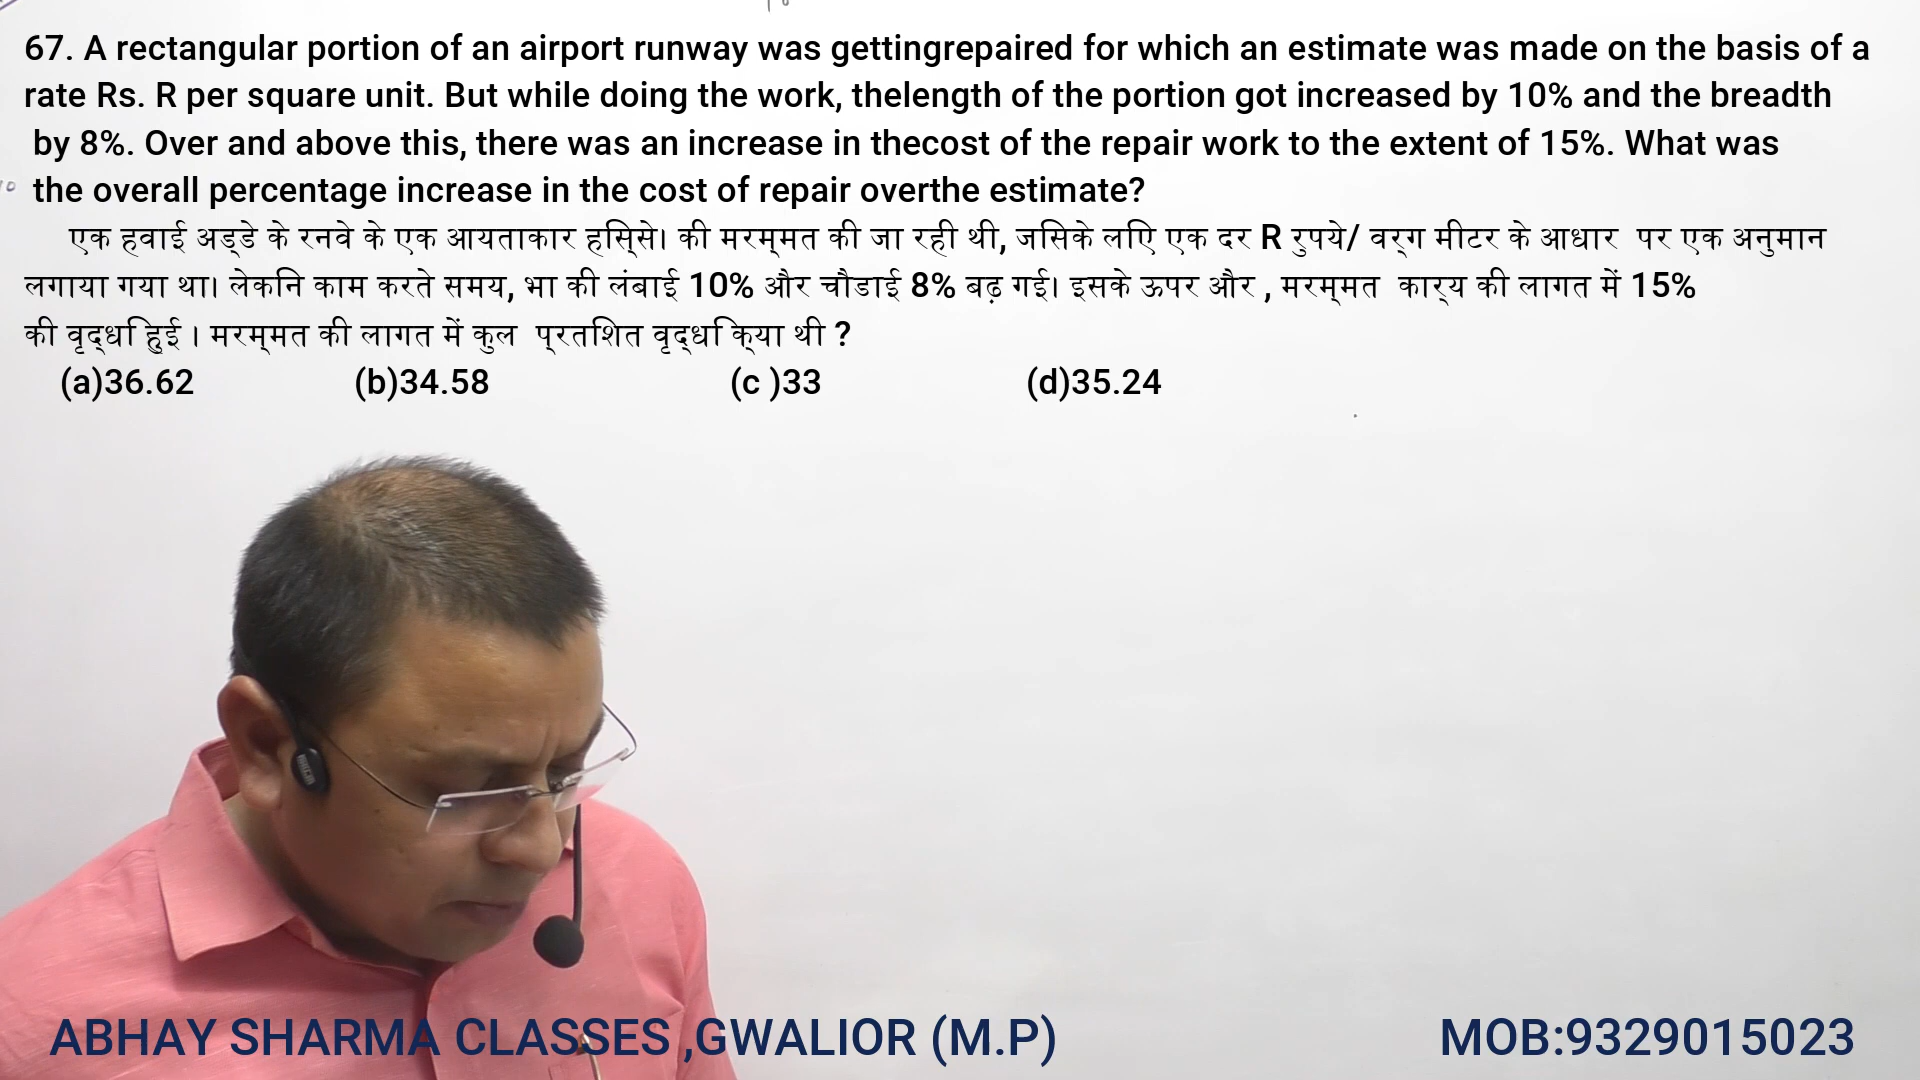 67. A rectangular portion of an airport runway was gettingrepaired for which an estimate was made on the basis of a
rate Rs. R per square unit. But while doing the work, thelength of the portion got increased by 10% and the breadth
by 8%. Over and above this, there was an increase in thecost of the repair work to the extent of 15%. What was
the overall percentage increase in the cost of repair overthe estimate?
एक हवाई अड्डे के रनवे के एक आयताकार हिस्से। की मरम्मत की जा रही थी, जिसके लिए एक दर R रुपये/ वर्ग मीटर के आधार पर एक अनुमान
लगाया गया था। लेकिन काम करते समय, भा की लंबाई 10% और चौडाई 8% बढ़ गई। इसके ऊपर और , मरम्मत कार्य की लागत में 15%
की वृद्धि हुई । मरम्मत की लागत में कुल प्रतिशत वृद्धि क्या थी ?
(a)36.62 (b)34.58 (c )33 (d)35.24
ABHAY SHARMA CLASSES ,GWALIOR (M.P) MOB:9329015023